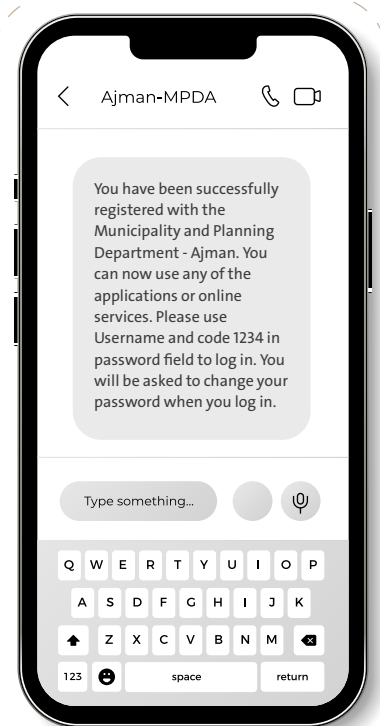 Ajman-MPDA
You have been successfully
registered with the
Municipality and Planning
Department - Ajman. You
can now use any of the
applications or online
services. Please use
Username and code 1234 in
password field to log in. You
will be asked to change your
password when you log in.
Type something...
Q W E R T Y U I O P
A S D F G H I J K
Z X C V B N M
123 space return